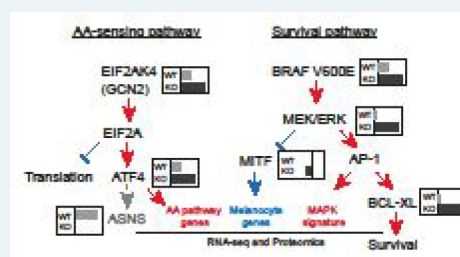 AA-sensing pathway
Survival pathway
EIF2AK4
(GCN2)
WT
KO
BRAF V600E
WT
KO
MEK/ERK
WT
KO
EIF2A
Translation
ATF4
WT
KO
MITF
WT
KO
AP-1
WT
KO
ASNS
AA pathway
genes
Melanocyte
genes
MAPK
signature
BCL-XL
WT
KO
RNA-seq and Proteomics
Survival